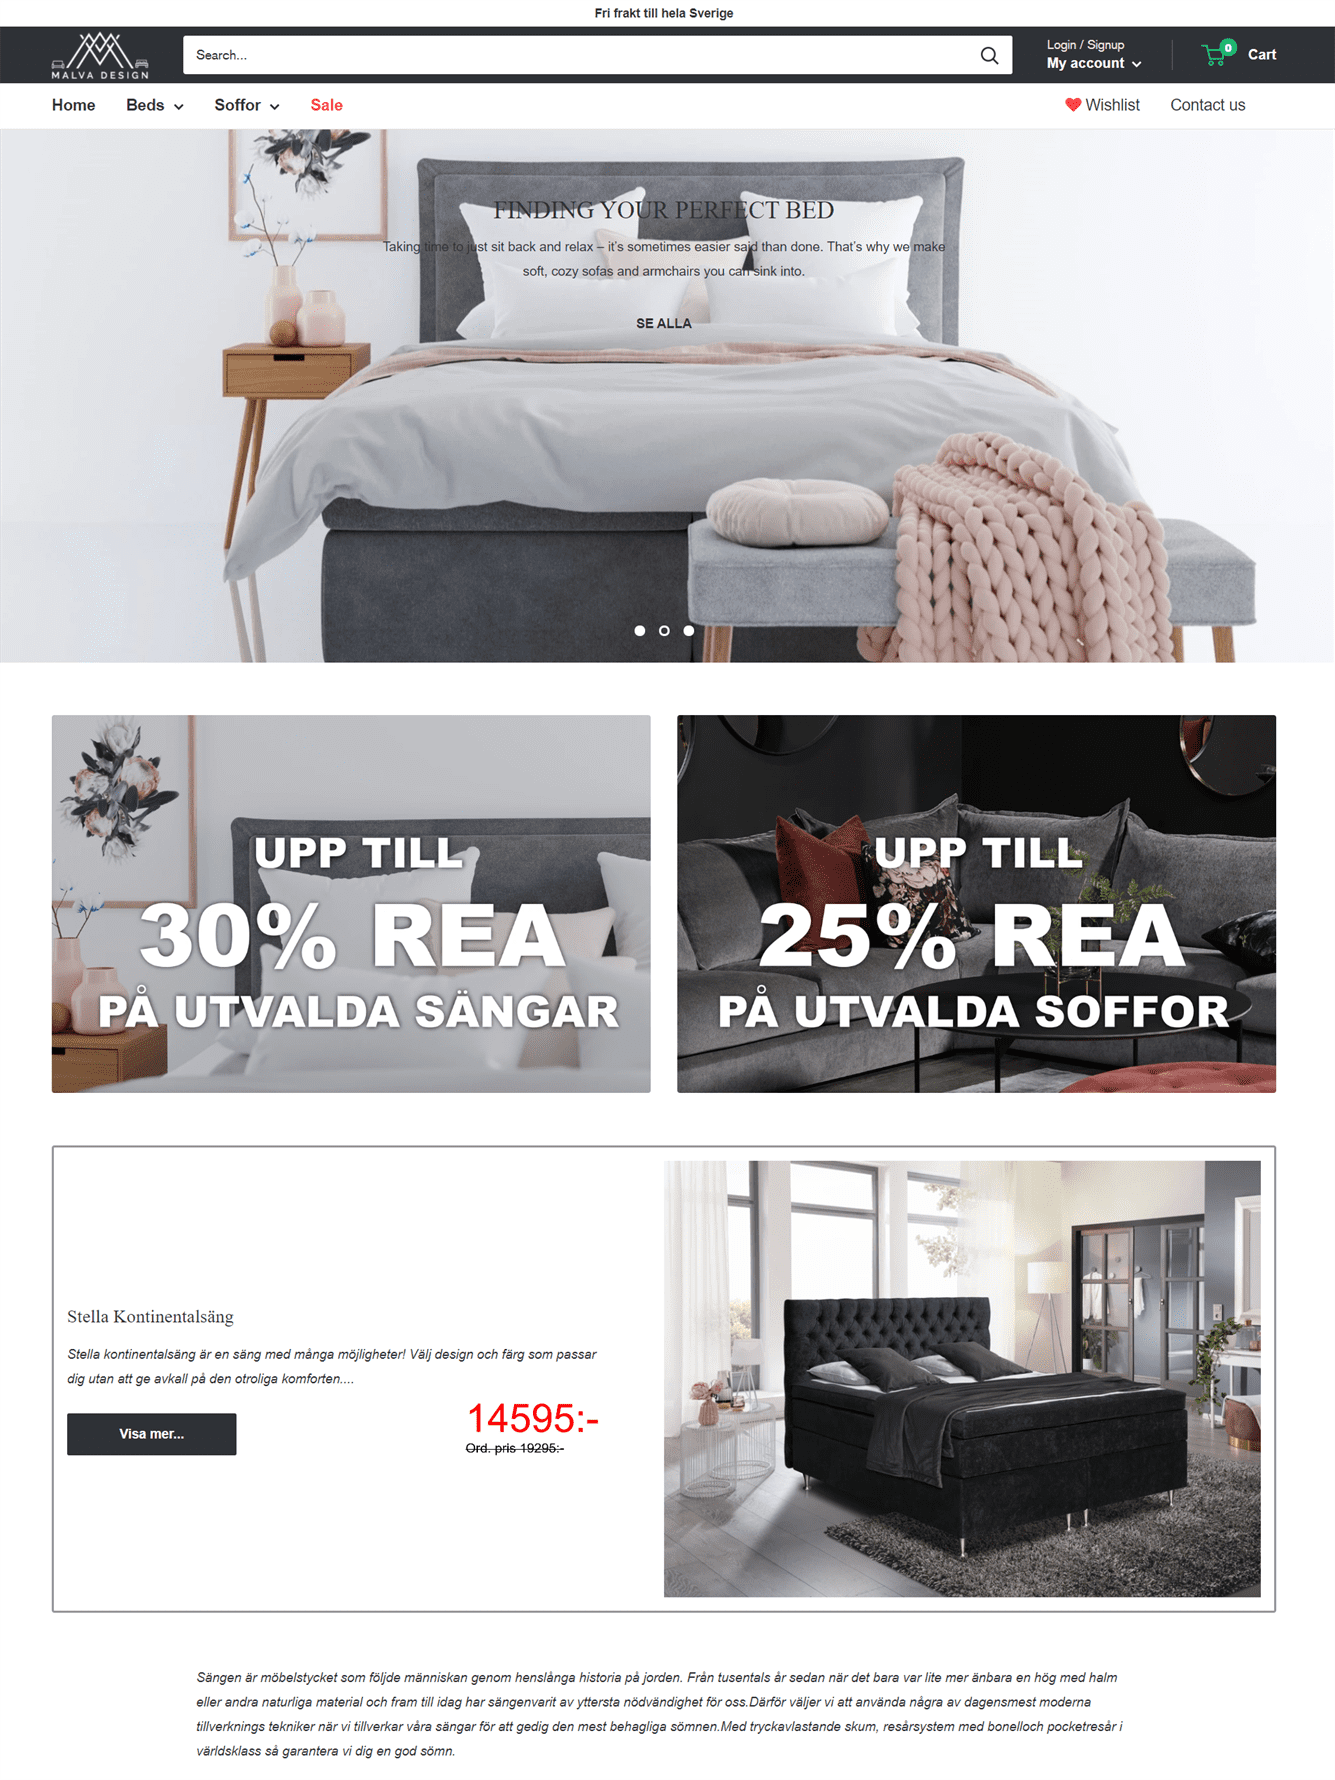 Fri frakt till hela Sverige
MALVA DESIGN
Search...
Login / Signup
My account
0
Cart
Home
Beds
Soffor
Sale
Wishlist
Contact us
FINDING YOUR PERFECT BED
Taking time to just sit back and relax – it's sometimes easier said than done. That's why we make
soft, cozy sofas and armchairs you can sink into.
SE ALLA
UPP TILL
30% REA
PÅ UTVALDA SÄNGAR
UPP TILL
25% REA
PÅ UTVALDA SOFFOR
Stella Kontinentalsäng
Stella kontinentalsäng är en säng med många möjligheter! Välj design och färg som passar
dig utan att ge avkall på den otroliga komforten....
Visa mer...
14595:-
Ord. pris 19295:-
Sängen är möbelstycket som följde människan genom henslånga historia på jorden. Från tusentals år sedan när det bara var lite mer änbara en hög med halm
eller andra naturliga material och fram till idag har sängenvarit av yttersta nödvändighet för oss.Därför väljer vi att använda några av dagensmest moderna
tillverknings tekniker när vi tillverkar våra sängar för att gedig den mest behagliga sömnen.Med tryckavlastande skum, resårsystem med bonelloch pocketresår i
världsklass så garantera vi dig en god sömn.